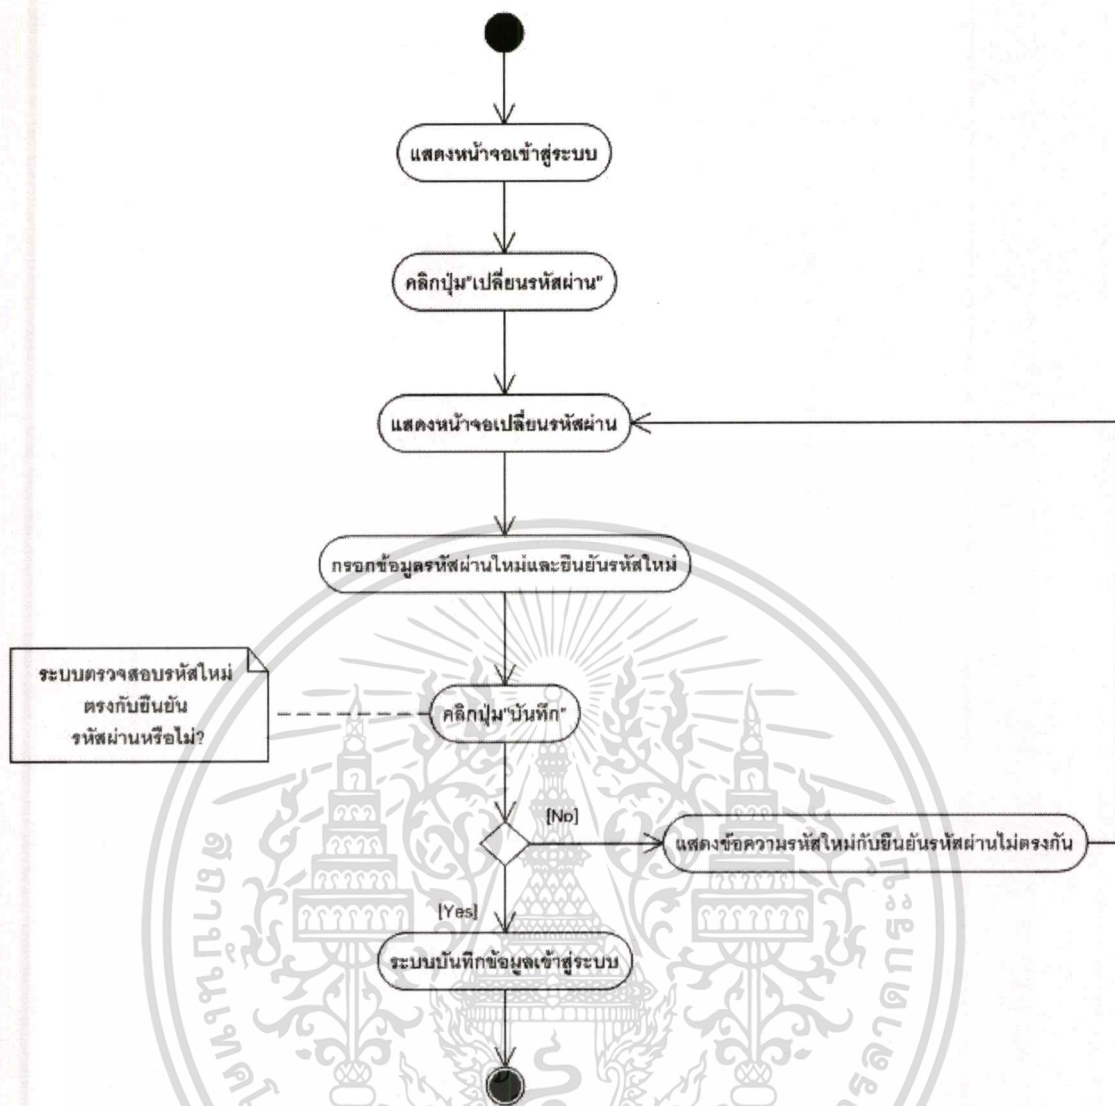 แสดงหน้าจอเข้าสู่ระบบ
คลิกปุ่ม"เปลี่ยนรหัสผ่าน"
แสดงหน้าจอเปลี่ยนรหัสผ่าน
กรอกข้อมูลรหัสผ่านใหม่และยืนยันรหัสใหม่
ระบบตรวจสอบรหัสใหม่
ตรงกับยืนยัน
รหัสผ่านหรือไม่?
คลิกปุ่ม"บันทึก"
[No]
แสดงข้อความรหัสใหม่กับยืนยันรหัสผ่านไม่ตรงกัน
[Yes]
ระบบบันทึกข้อมูลเข้าสู่ระบบ